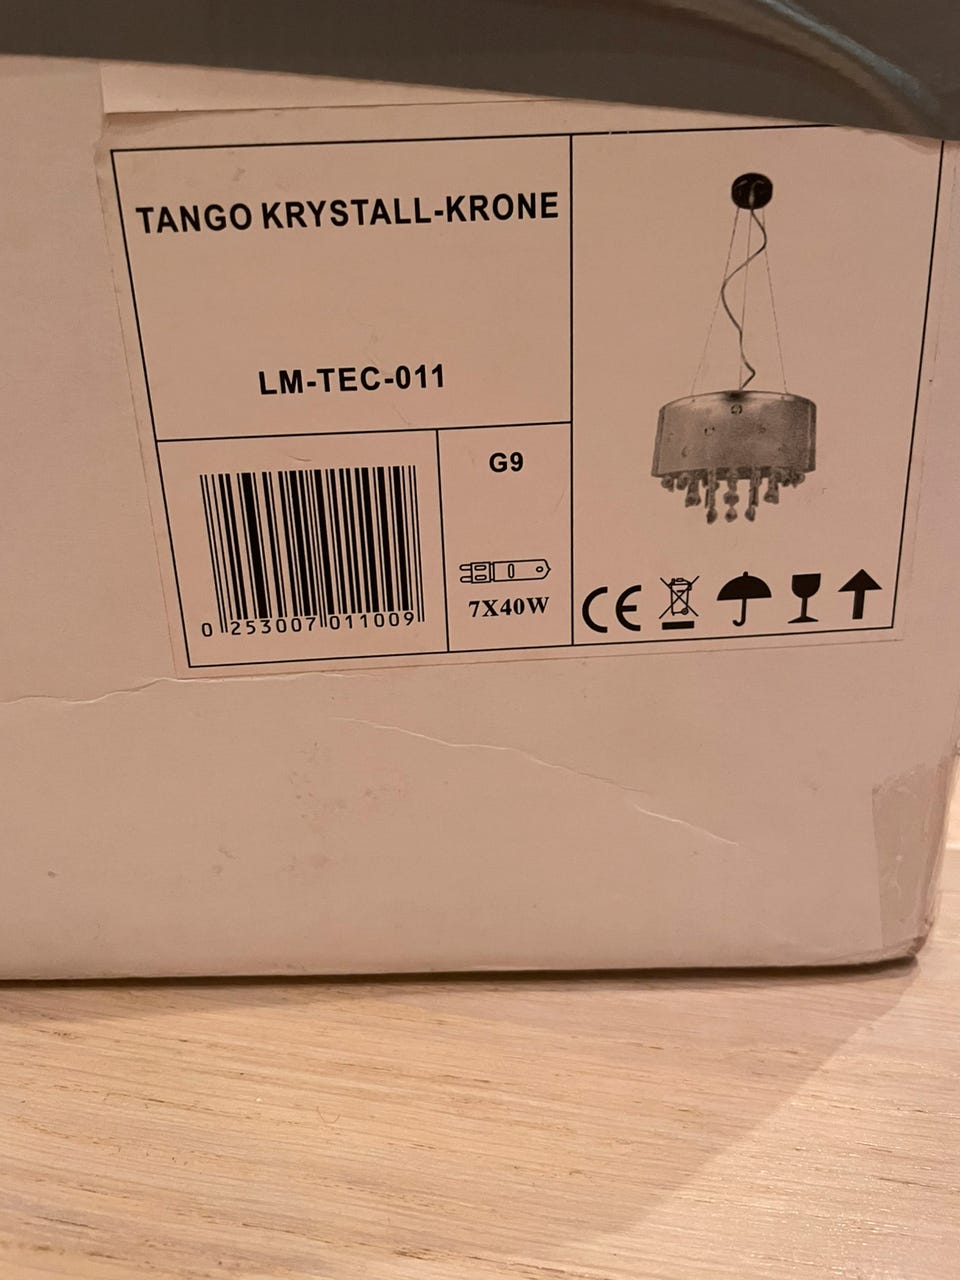 TANGO KRYSTALL-KRONE
LM-TEC-011
0 253007 011009
G9
7X40W
CE